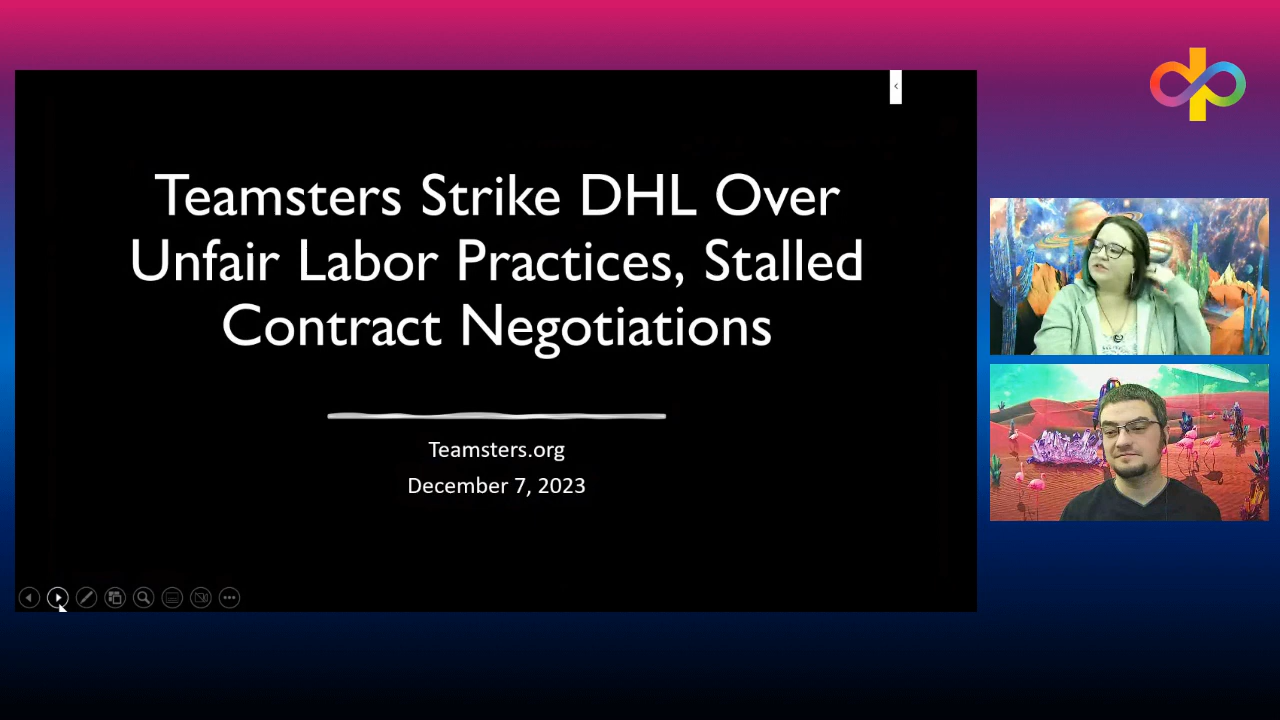 Teamsters Strike DHL Over
Unfair Labor Practices, Stalled
Contract Negotiations
Teamsters.org
December 7, 2023